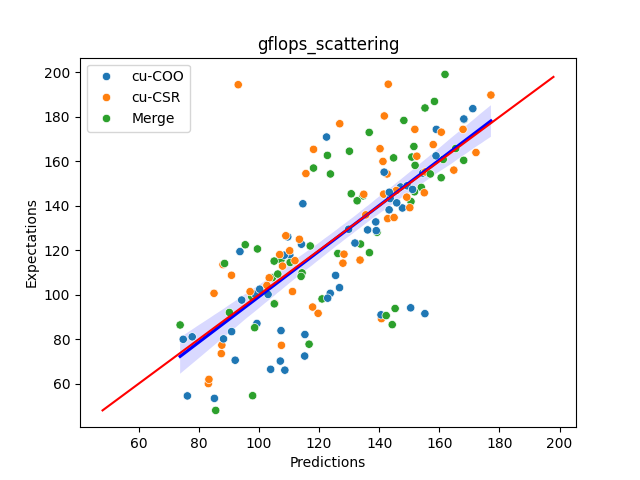 gflops_scattering
cu-COO
cu-CSR
Merge
200
180
160
140
120
100
80
60
Expectations
60 80 100 120 140 160 180 200
Predictions